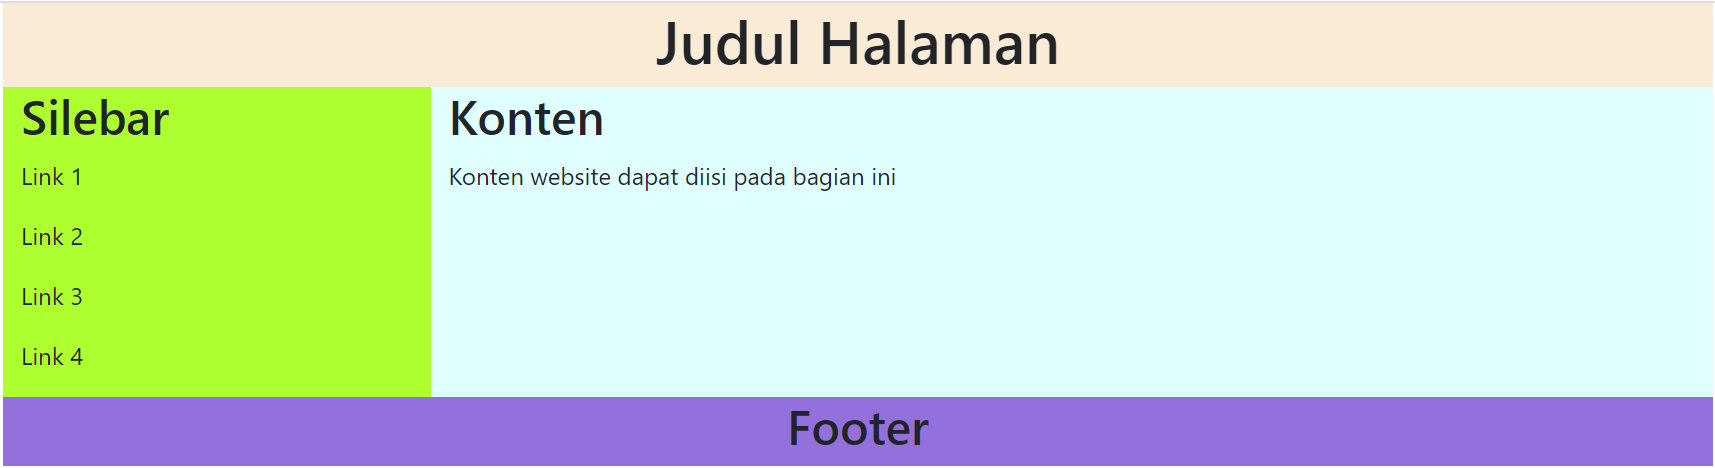 Judul Halaman
Silebar
Link 1
Link 2
Link 3
Link 4
Konten
Konten website dapat diisi pada bagian ini
Footer